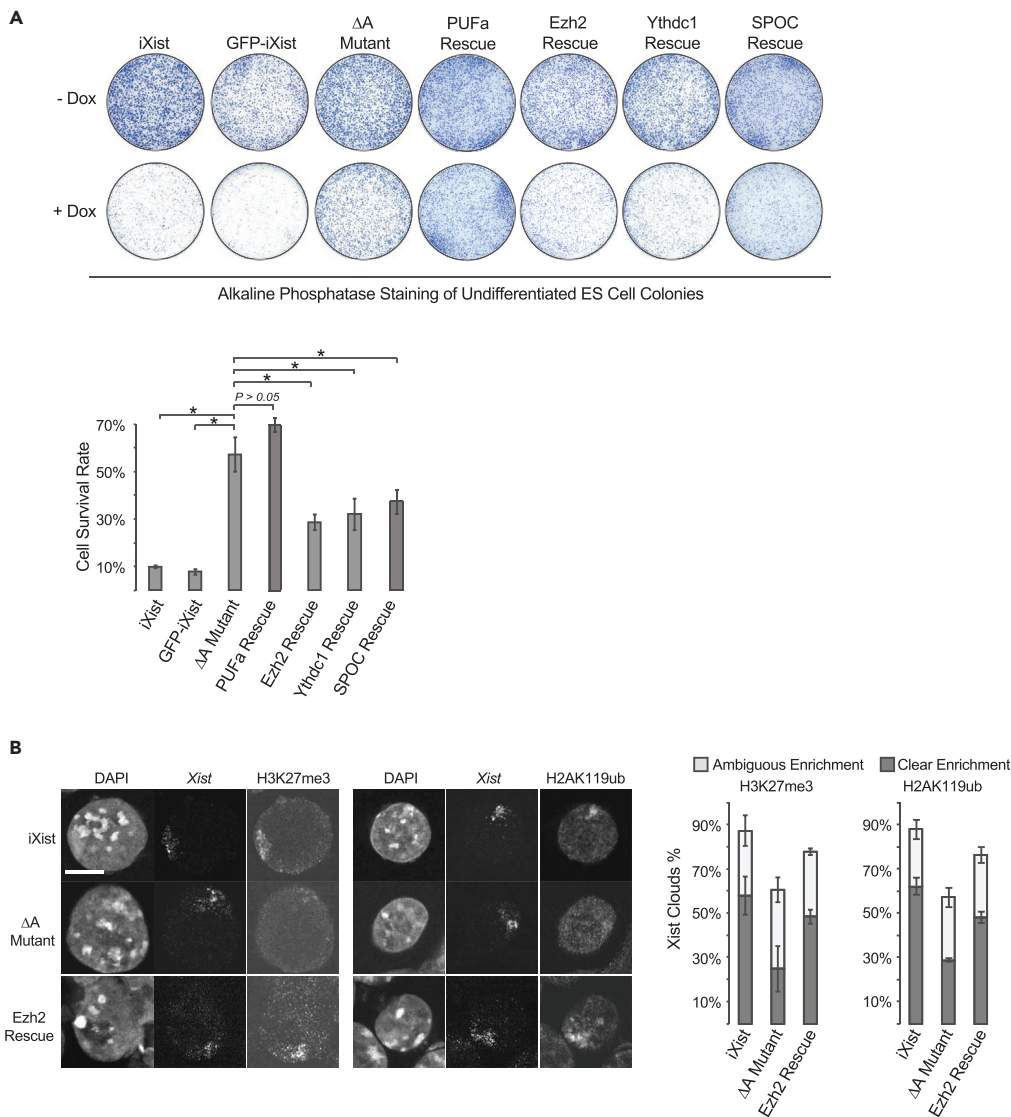 A
iXist
GFP-iXist
ΔA
Mutant
PUFa
Rescue
Ezh2
Rescue
Ythdc1
Rescue
SPOC
Rescue
- Dox
+ Dox
Alkaline Phosphatase Staining of Undifferentiated ES Cell Colonies
*
*
*
P > 0.05
*
*
70%
50%
30%
10%
Cell Survival Rate
iXist
GFP-iXist
ΔA Mutant
PUFa Rescue
Ezh2 Rescue
Ythdc1 Rescue
SPOC Rescue
B
DAPI
Xist
H3K27me3
DAPI
Xist
H2AK119ub
iXist
ΔA
Mutant
Ezh2
Rescue
Ambiguous Enrichment
Clear Enrichment
H3K27me3
H2AK119ub
Xist Clouds %
90%
70%
50%
30%
10%
iXist
ΔA Mutant
Ezh2 Rescue
90%
70%
50%
30%
10%
iXist
ΔA Mutant
Ezh2 Rescue